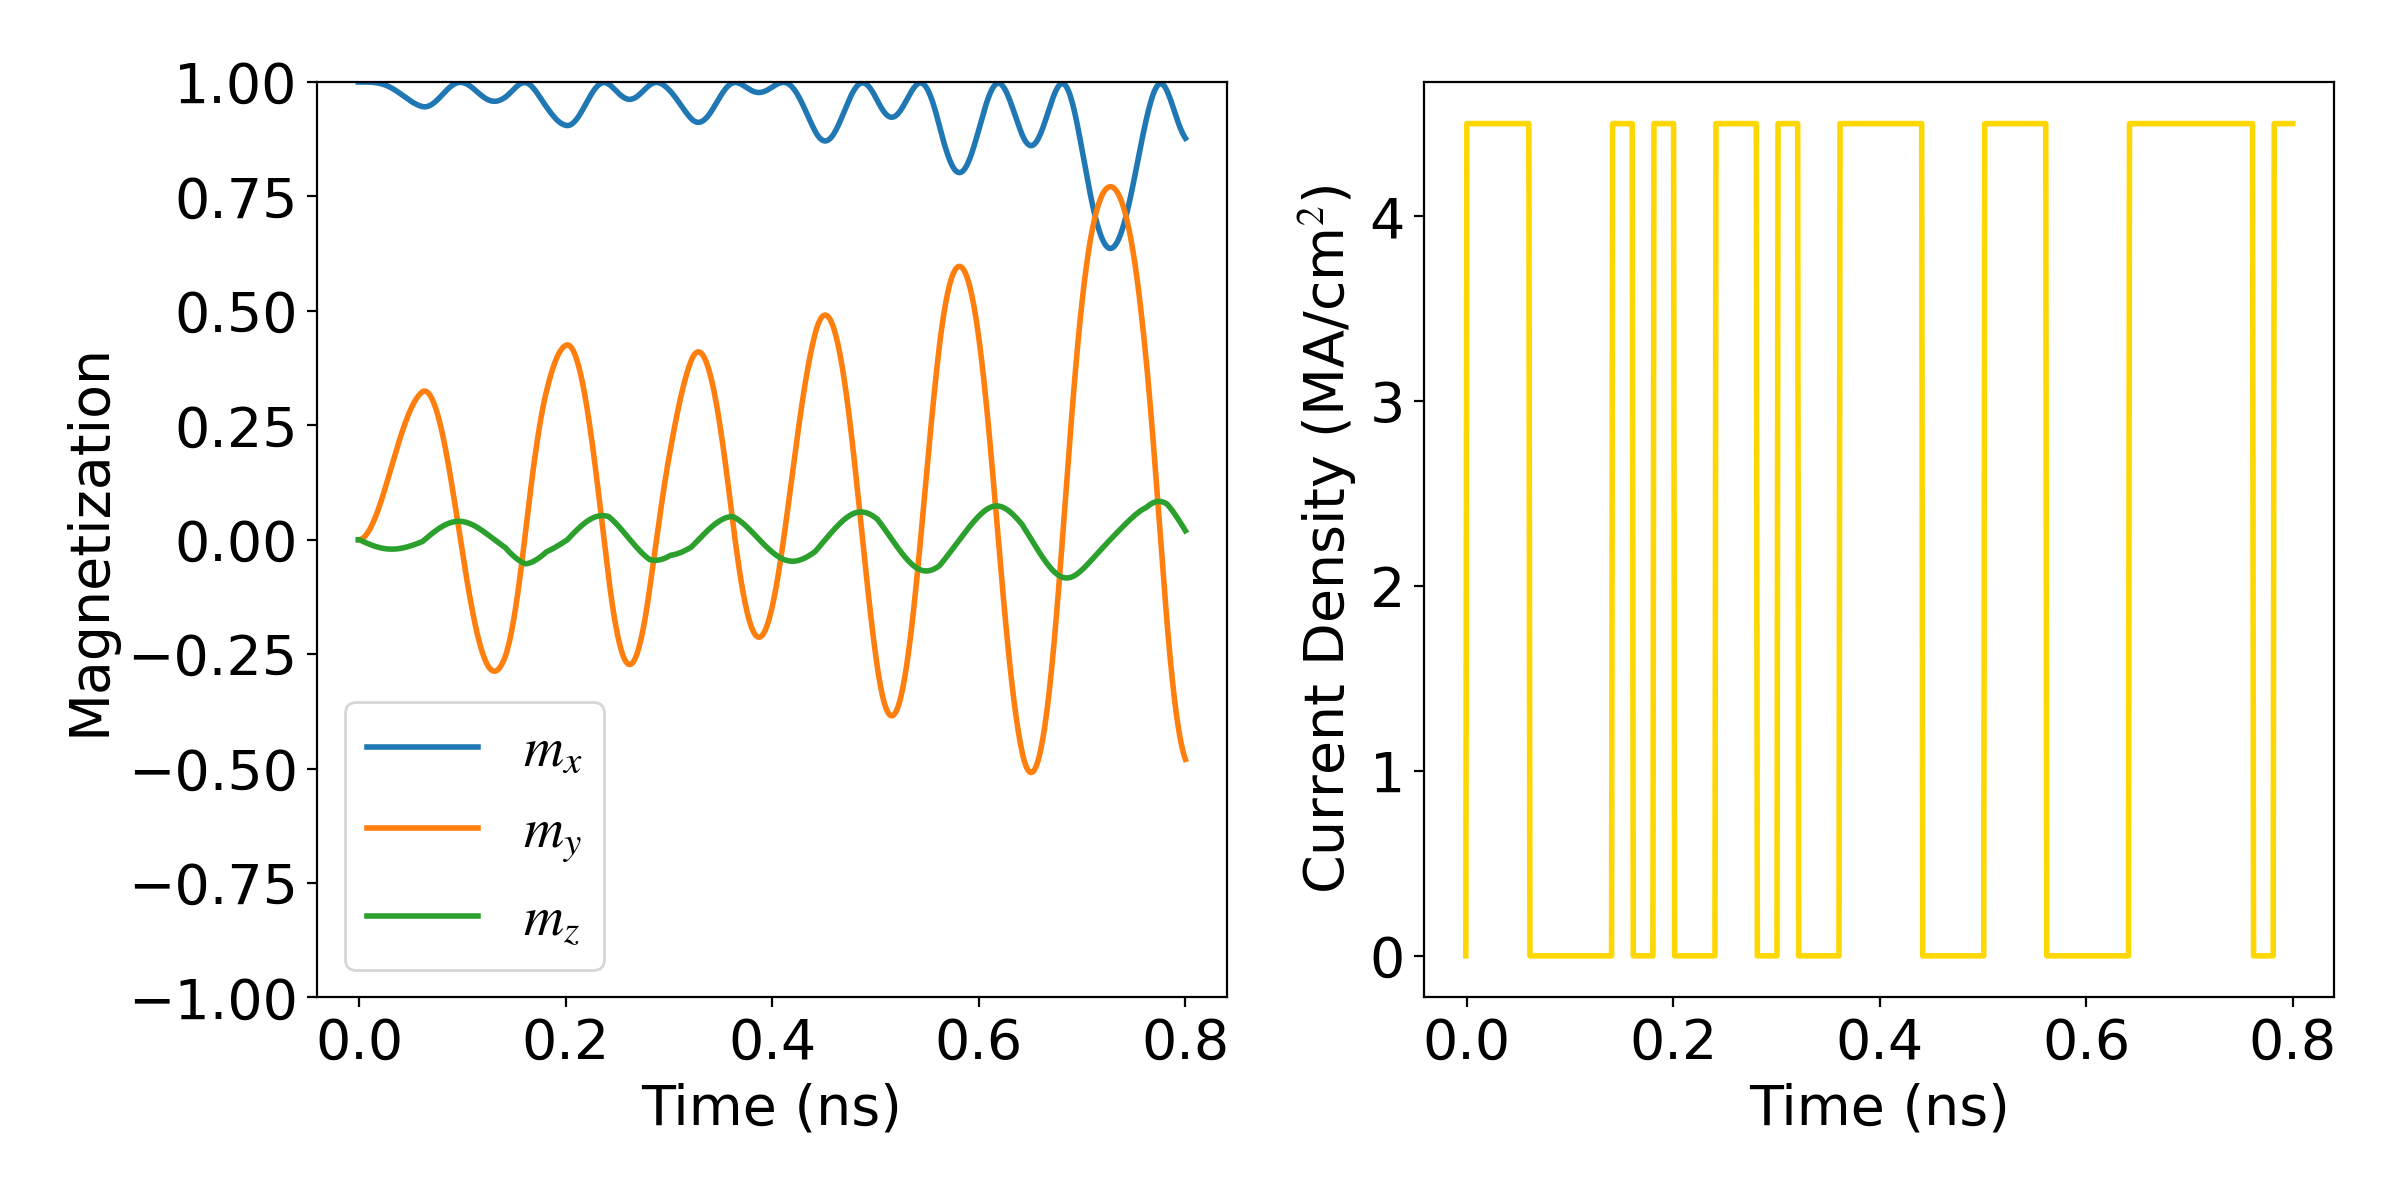 Magnetization
1.00
0.75
0.50
0.25
0.00
−0.25
−0.50
−0.75
−1.00
m_x
m_y
m_z
0.0 0.2 0.4 0.6 0.8
Time (ns)
Current Density (MA/cm²)
4
3
2
1
0
0.0 0.2 0.4 0.6 0.8
Time (ns)